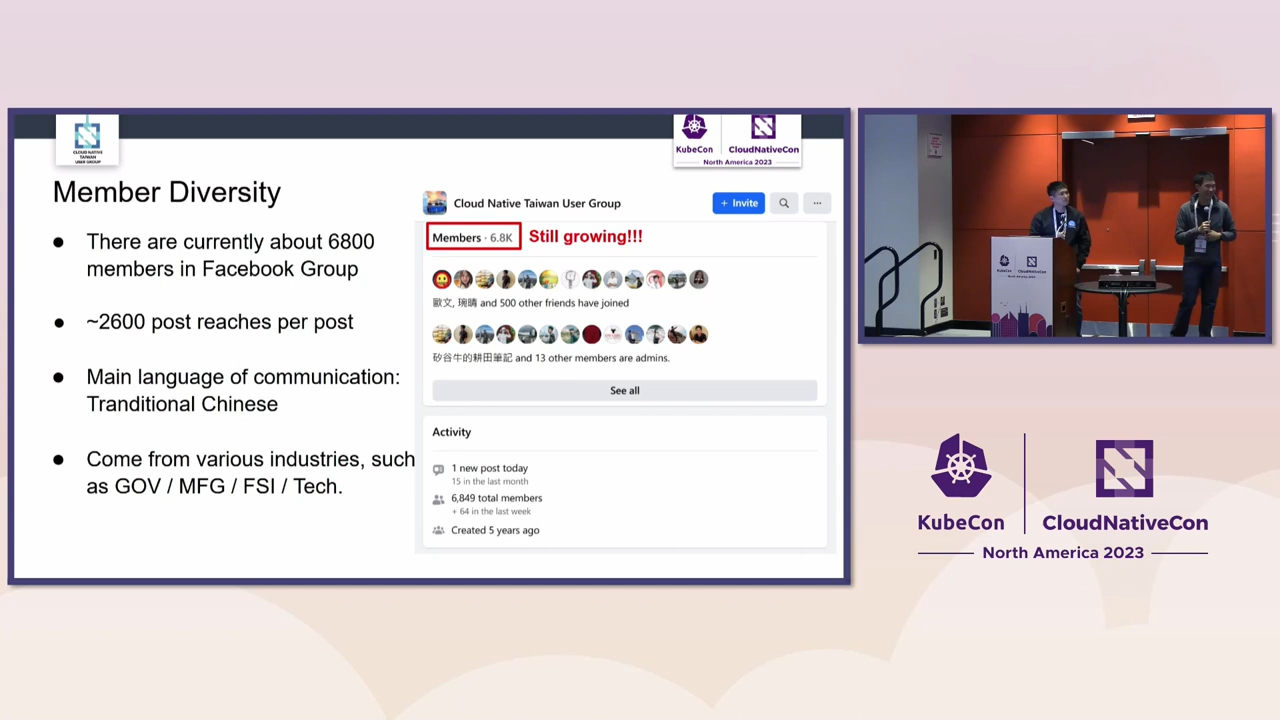 CLOUD NATIVE
TAIWAN
USER GROUP
KubeCon
CloudNativeCon
North America 2023
Member Diversity
● There are currently about 6800
members in Facebook Group
● ~2600 post reaches per post
● Main language of communication:
Tranditional Chinese
● Come from various industries, such
as GOV / MFG / FSI / Tech.
Cloud Native Taiwan User Group
+ Invite
Members · 6.8K
Still growing!!!
歐文, 琬晴 and 500 other friends have joined
矽谷牛的耕田筆記 and 13 other members are admins.
See all
Activity
1 new post today
15 in the last month
6,849 total members
+ 64 in the last week
Created 5 years ago
KubeCon
CloudNativeCon
North America 2023